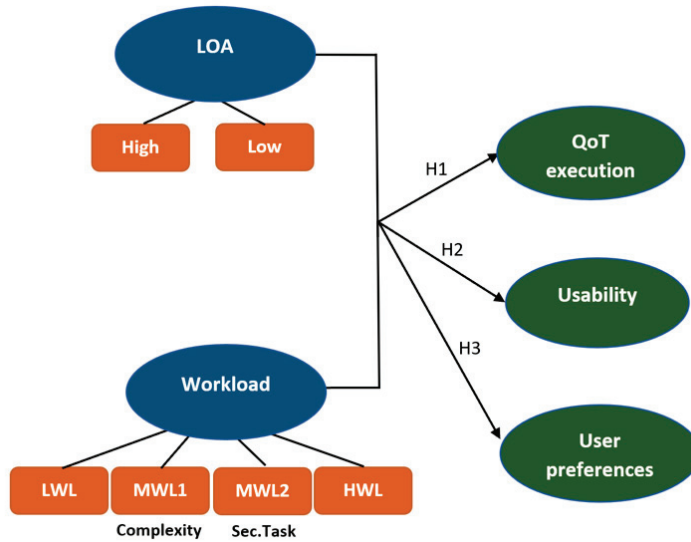 LOA
High
Low
H1
QoT
execution
H2
Usability
H3
Workload
User
preferences
LWL
MWL1
MWL2
HWL
Complexity
Sec.Task